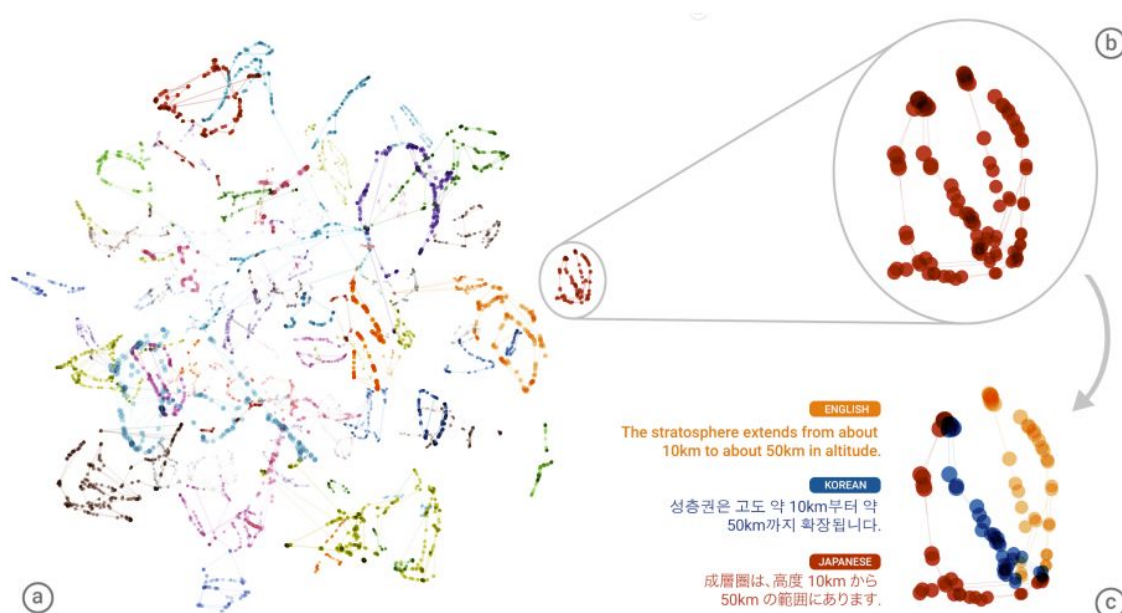 b
ENGLISH
The stratosphere extends from about
10km to about 50km in altitude.
KOREAN
성층권은 고도 약 10km부터 약
50km까지 확장됩니다.
JAPANESE
成層圏は、高度 10km から
50km の範囲にあります。
a
c